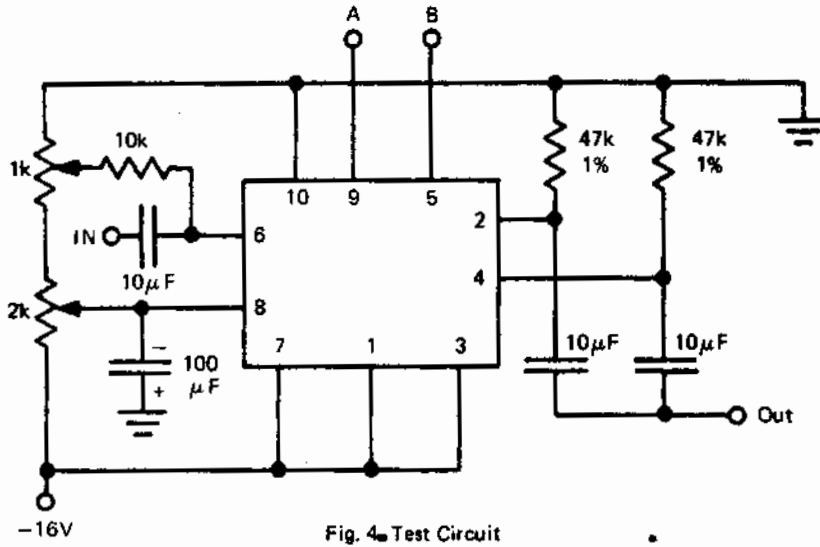 A
B
10k
1k
47k
1%
47k
1%
10
9
5
2
IN
6
10µF
4
2k
8
10µF
10µF
7
1
3
−
100
µF
+
Out
−16V
Fig. 4. Test Circuit